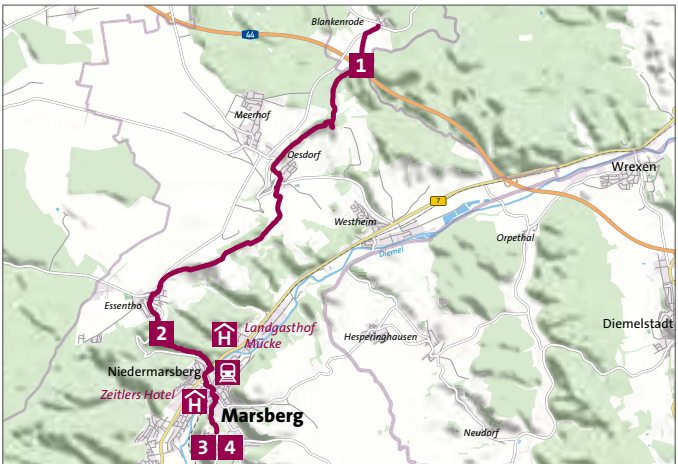 Blankenrode
44
1
Meerhof
Oesdorf
Wrexen
7
Westheim
Orpethal
Diemel
Essentho
2
H
Landgasthof
Mücke
Hesperinghausen
Diemelstadt
Niedermarsberg
Zeitlers Hotel
H
Marsberg
Neudorf
3 4